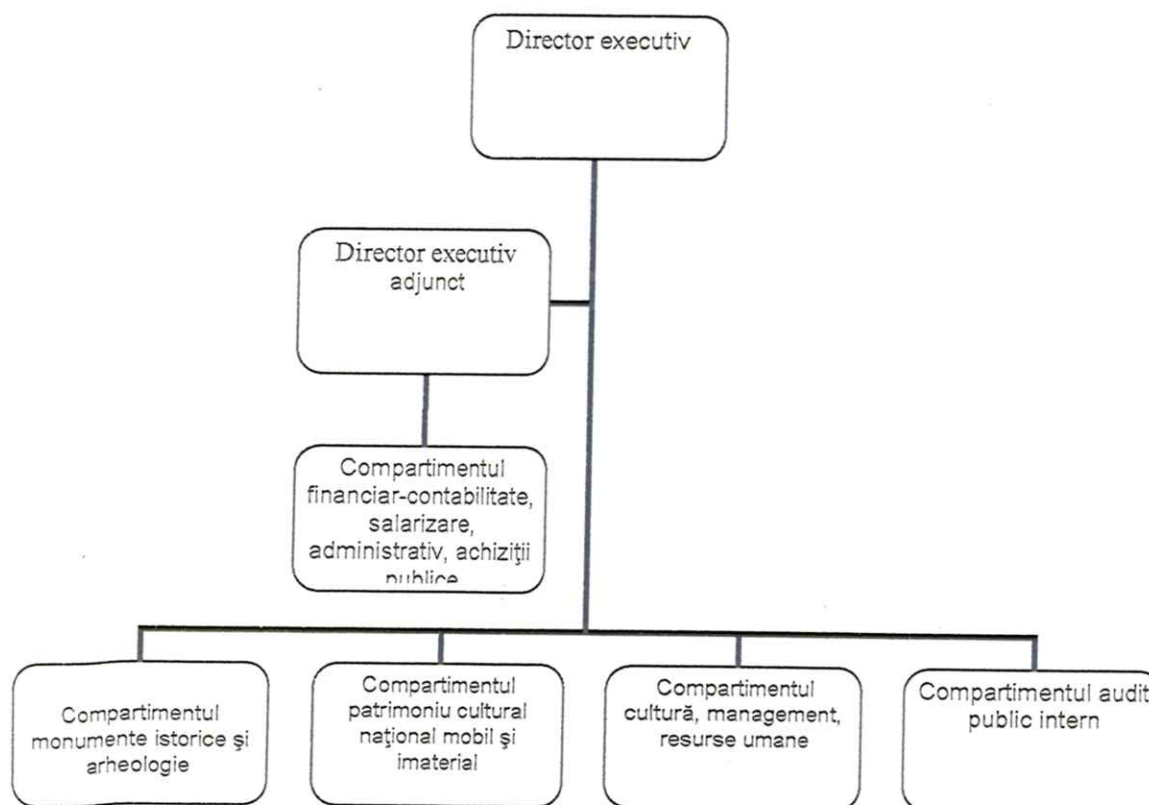 Director executiv
Director executiv
adjunct
Compartimentul
financiar-contabilitate,
salarizare,
administrativ, achiziţii
publice
Compartimentul
monumente istorice şi
arheologie
Compartimentul
patrimoniu cultural
naţional mobil şi
imaterial
Compartimentul
cultură, management,
resurse umane
Compartimentul audit
public intern